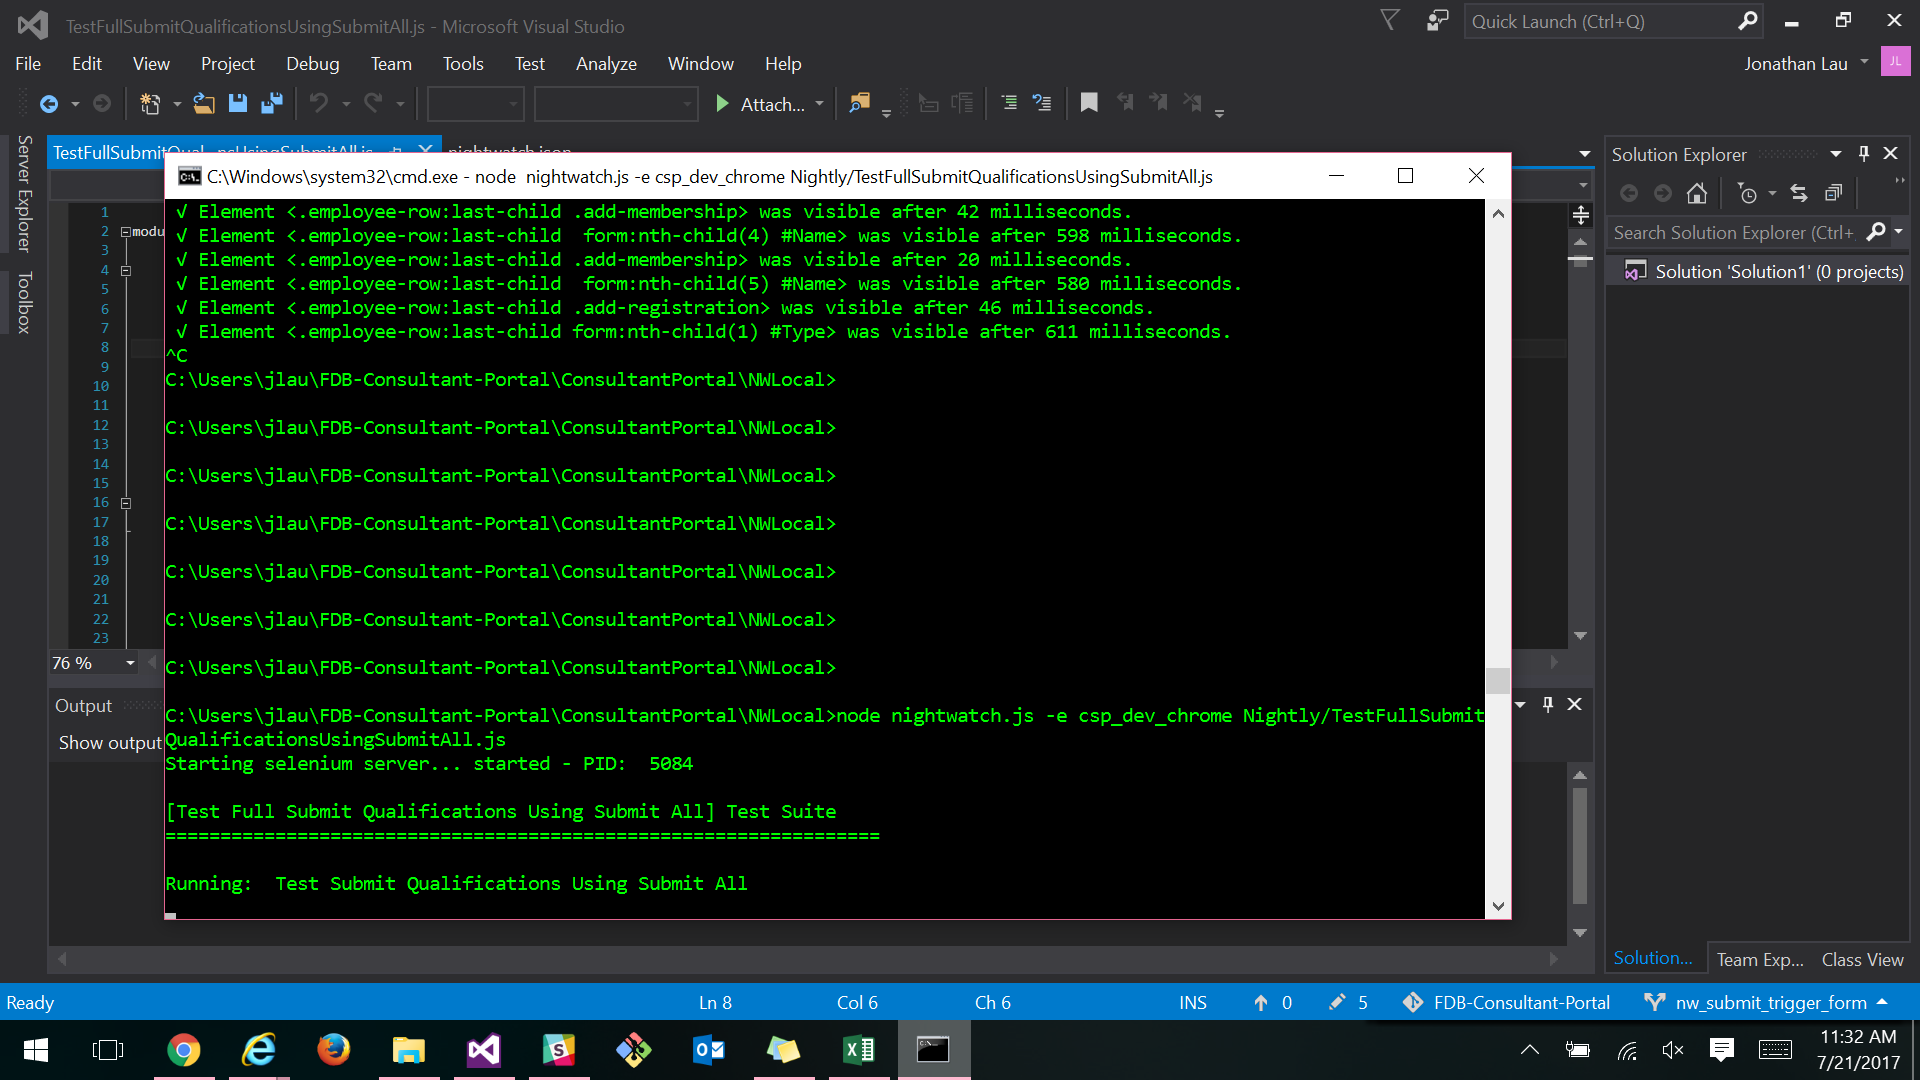 TestFullSubmitQualificationsUsingSubmitAll.js - Microsoft Visual Studio
Quick Launch (Ctrl+Q)
File Edit View Project Debug Team Tools Test Analyze Window Help
Jonathan Lau
JL
Attach...
Server Explorer
Toolbox
TestFullSubmitQual...nsUsingSubmitAll.js
nightwatch.json
C:\Windows\system32\cmd.exe - node  nightwatch.js -e csp_dev_chrome Nightly/TestFullSubmitQualificationsUsingSubmitAll.js
1
2
3
4
5
6
7
8
9
10
11
12
13
14
15
16
17
18
19
20
21
22
23
modu
√ Element <.employee-row:last-child .add-membership> was visible after 42 milliseconds.
√ Element <.employee-row:last-child  form:nth-child(4) #Name> was visible after 598 milliseconds.
√ Element <.employee-row:last-child .add-membership> was visible after 20 milliseconds.
√ Element <.employee-row:last-child  form:nth-child(5) #Name> was visible after 580 milliseconds.
√ Element <.employee-row:last-child .add-registration> was visible after 46 milliseconds.
√ Element <.employee-row:last-child form:nth-child(1) #Type> was visible after 611 milliseconds.
^C
C:\Users\jlau\FDB-Consultant-Portal\ConsultantPortal\NWLocal>
C:\Users\jlau\FDB-Consultant-Portal\ConsultantPortal\NWLocal>
C:\Users\jlau\FDB-Consultant-Portal\ConsultantPortal\NWLocal>
C:\Users\jlau\FDB-Consultant-Portal\ConsultantPortal\NWLocal>
C:\Users\jlau\FDB-Consultant-Portal\ConsultantPortal\NWLocal>
C:\Users\jlau\FDB-Consultant-Portal\ConsultantPortal\NWLocal>
C:\Users\jlau\FDB-Consultant-Portal\ConsultantPortal\NWLocal>
C:\Users\jlau\FDB-Consultant-Portal\ConsultantPortal\NWLocal>node nightwatch.js -e csp_dev_chrome Nightly/TestFullSubmit
QualificationsUsingSubmitAll.js
Starting selenium server... started - PID:  5084
[Test Full Submit Qualifications Using Submit All] Test Suite
=================================================================
Running:  Test Submit Qualifications Using Submit All
76 %
Output
Show output
Solution Explorer
Search Solution Explorer (Ctrl+
Solution 'Solution1' (0 projects)
Solution... Team Exp... Class View
Ready Ln 8 Col 6 Ch 6 INS 0 5 FDB-Consultant-Portal nw_submit_trigger_form
11:32 AM
7/21/2017